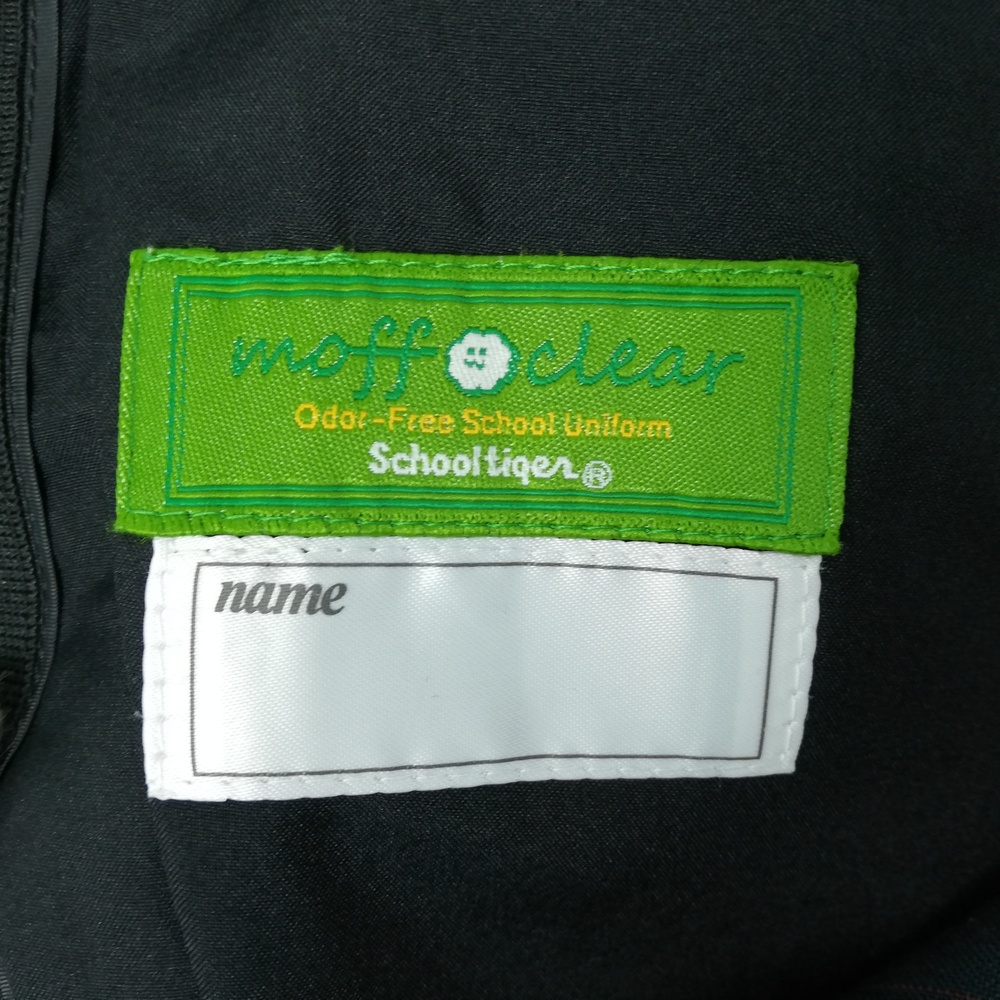 moff clear
Odor-Free School Uniform
Schooltiger®
name